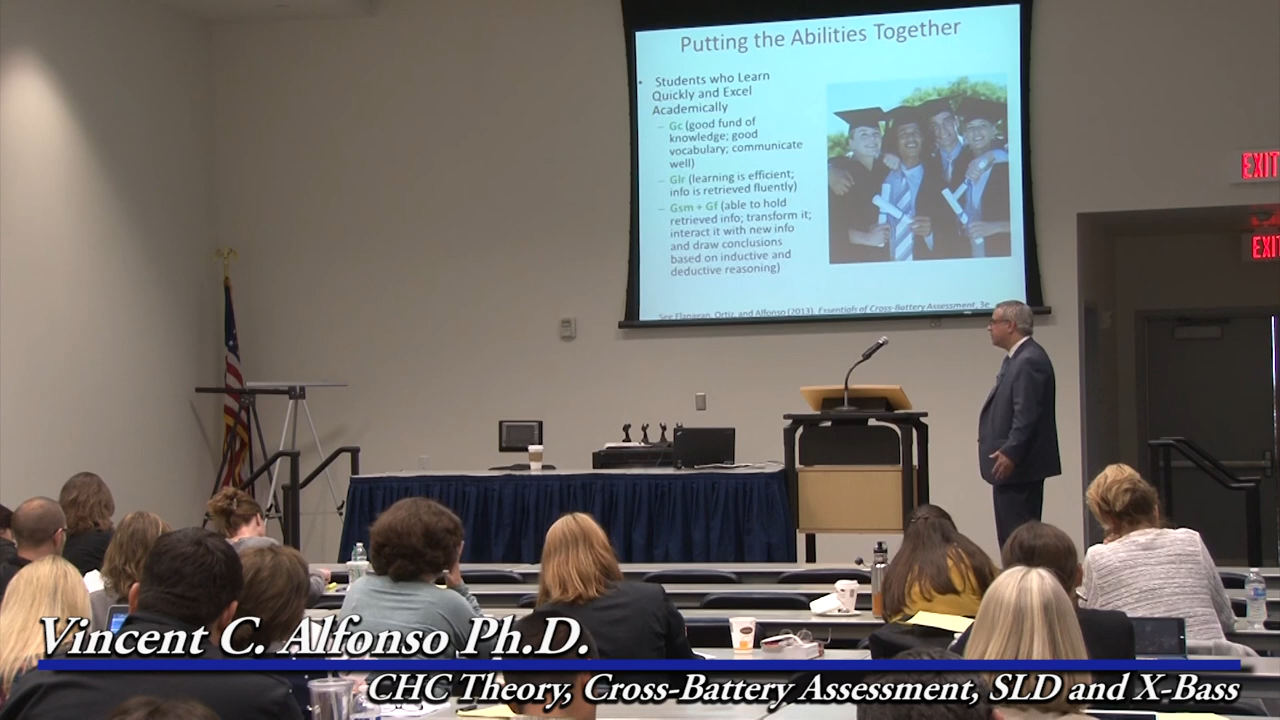 Putting the Abilities Together
• Students who Learn
Quickly and Excel
Academically
– Gc (good fund of
knowledge; good
vocabulary; communicate
well)
– Glr (learning is efficient;
info is retrieved fluently)
– Gsm + Gf (able to hold
retrieved info; transform it;
interact it with new info
and draw conclusions
based on inductive and
deductive reasoning)
See Flanagan, Ortiz, and Alfonso (2013). Essentials of Cross-Battery Assessment, 3e.
EXIT
EXIT
Vincent C. Alfonso Ph.D.
CHC Theory, Cross-Battery Assessment, SLD and X-Bass